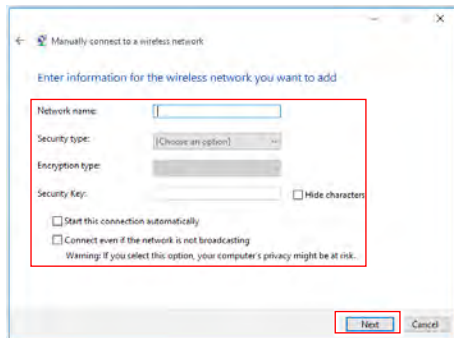 Manually connect to a wireless network
Enter information for the wireless network you want to add
Network name:
Security type: [Choose an option]
Encryption type:
Security Key: Hide characters
Start this connection automatically
Connect even if the network is not broadcasting
Warning: If you select this option, your computer's privacy might be at risk.
Next Cancel